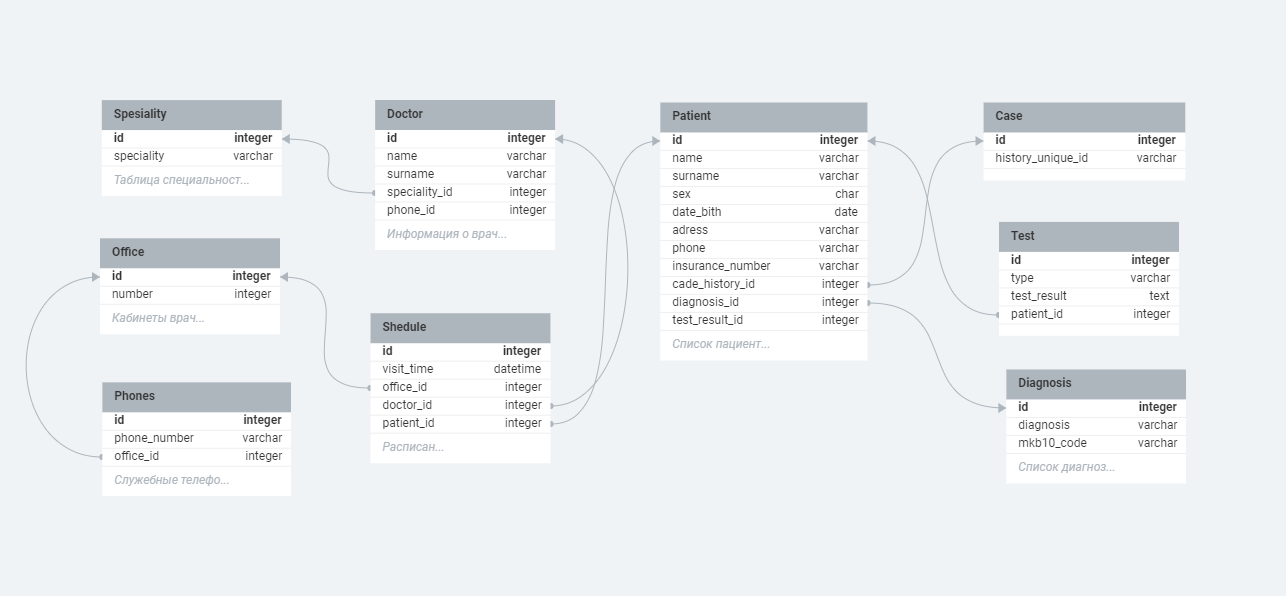 Spesiality
id integer
speciality varchar
Таблица специальност...
Office
id integer
number integer
Кабинеты врач...
Phones
id integer
phone_number varchar
office_id integer
Служебные телефо...
Doctor
id integer
name varchar
surname varchar
speciality_id integer
phone_id integer
Информация о врач...
Shedule
id integer
visit_time datetime
office_id integer
doctor_id integer
patient_id integer
Расписан...
Patient
id integer
name varchar
surname varchar
sex char
date_bith date
adress varchar
phone varchar
insurance_number varchar
cade_history_id integer
diagnosis_id integer
test_result_id integer
Список пациент...
Case
id integer
history_unique_id varchar
Test
id integer
type varchar
test_result text
patient_id integer
Diagnosis
id integer
diagnosis varchar
mkb10_code varchar
Список диагноз...